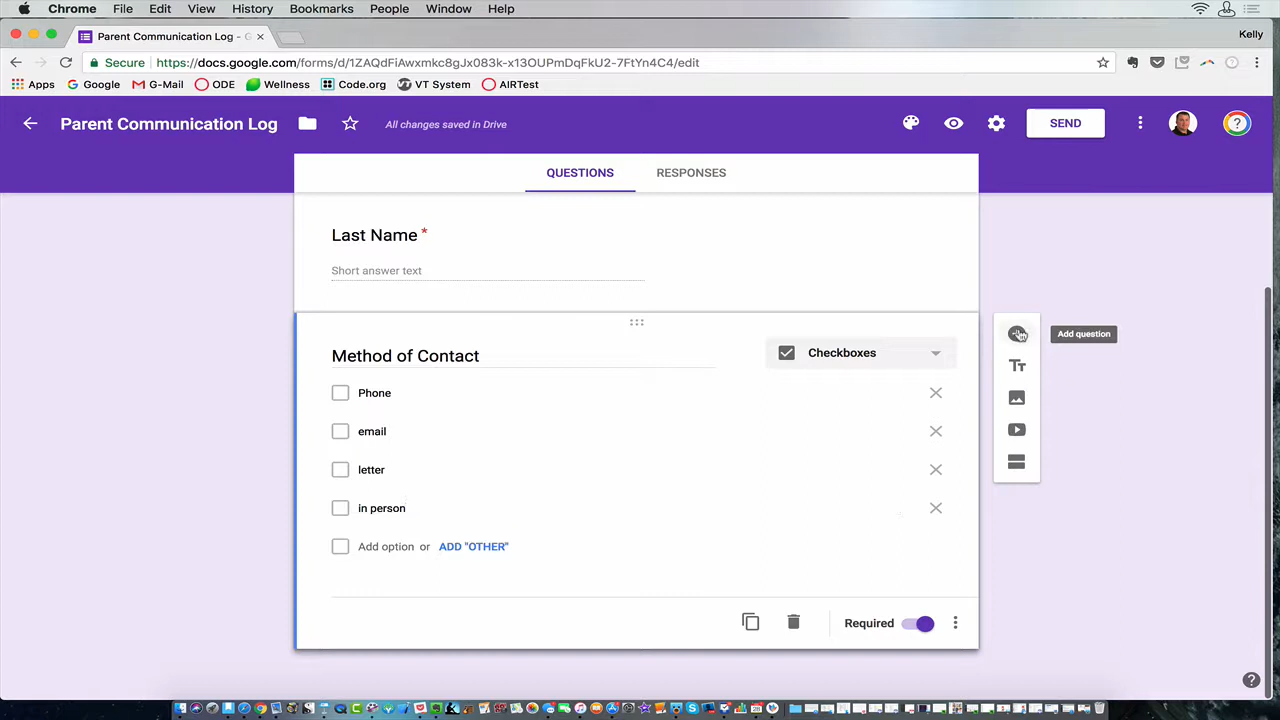 Chrome File Edit View History Bookmarks People Window Help
Parent Communication Log - G
Kelly
Secure https://docs.google.com/forms/d/1ZAQdFiAwxmkc8gJx083k-x13OUPmDqFkU2-7FtYn4C4/edit
Apps Google G-Mail ODE Wellness Code.org VT System AIRTest
Parent Communication Log All changes saved in Drive SEND
QUESTIONS RESPONSES
Last Name *
Short answer text
Add question
Method of Contact Checkboxes
Phone
email
letter
in person
Add option or ADD "OTHER"
Required